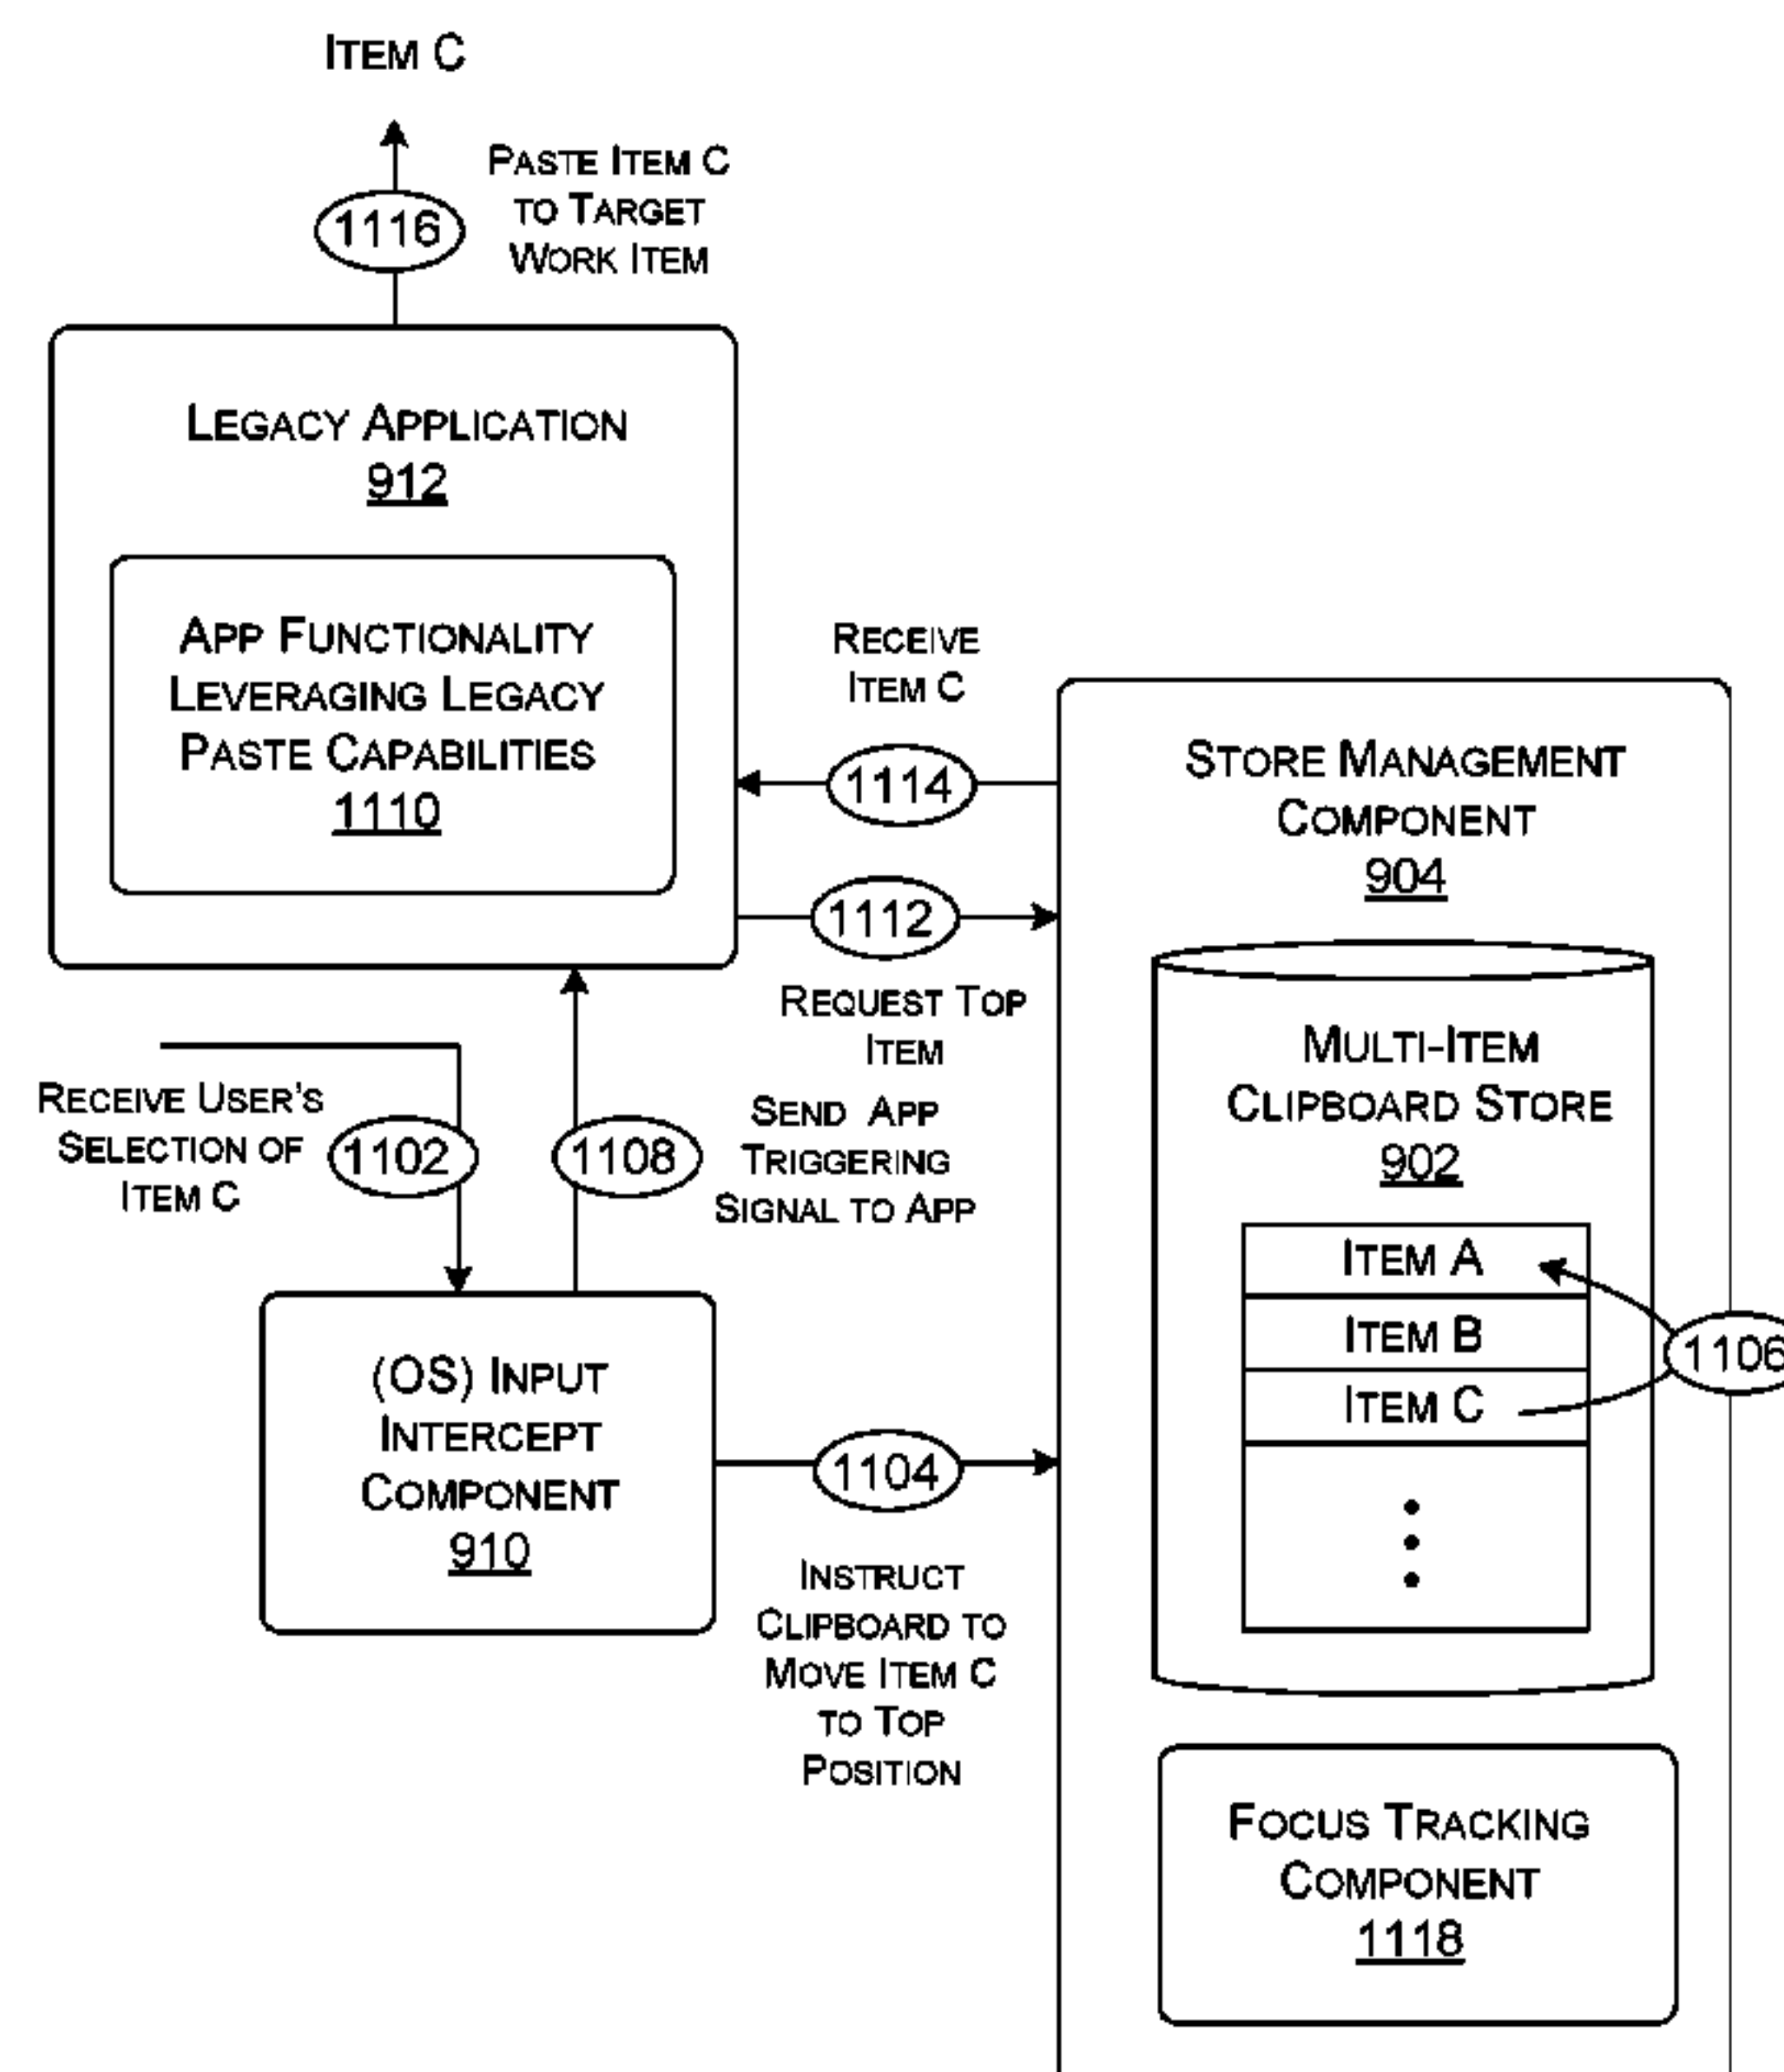 ITEM C
1116
PASTE ITEM C
TO TARGET
WORK ITEM
LEGACY APPLICATION
912
APP FUNCTIONALITY
LEVERAGING LEGACY
PASTE CAPABILITIES
1110
RECEIVE
ITEM C
1114
1112
REQUEST TOP
ITEM
RECEIVE USER'S
SELECTION OF
ITEM C
1102
1108
SEND APP
TRIGGERING
SIGNAL TO APP
(OS) INPUT
INTERCEPT
COMPONENT
910
1104
INSTRUCT
CLIPBOARD TO
MOVE ITEM C
TO TOP
POSITION
STORE MANAGEMENT
COMPONENT
904
MULTI-ITEM
CLIPBOARD STORE
902
ITEM A
ITEM B
ITEM C
1106
FOCUS TRACKING
COMPONENT
1118